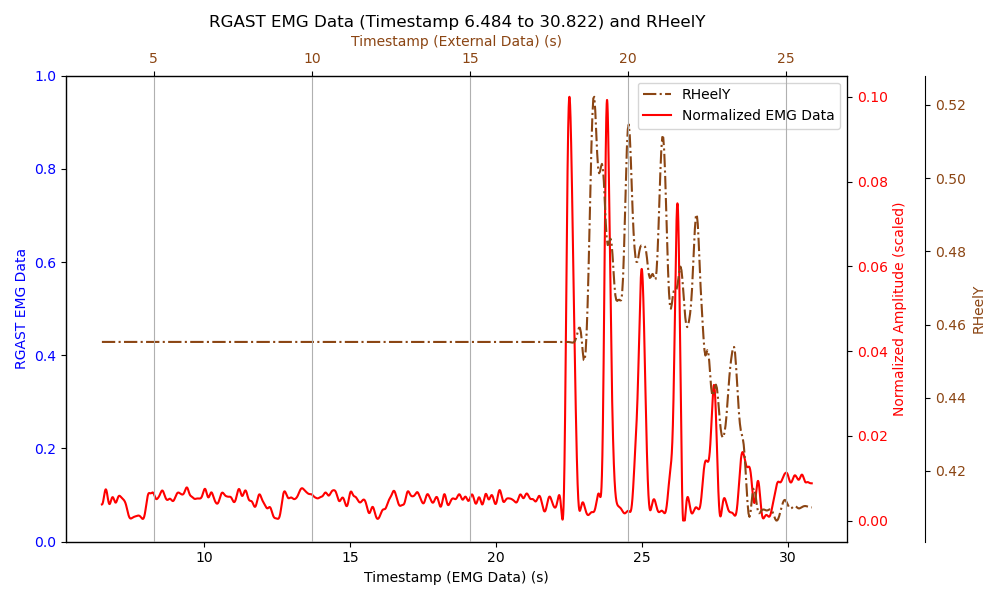 RGAST EMG Data (Timestamp 6.484 to 30.822) and RHeelY
Timestamp (External Data) (s)
5 10 15 20 25
RHeelY
Normalized EMG Data
1.0
0.8
0.6
0.4
0.2
0.0
RGAST EMG Data
0.10
0.08
0.06
0.04
0.02
0.00
Normalized Amplitude (scaled)
0.52
0.50
0.48
0.46
0.44
0.42
RHeelY
10 15 20 25 30
Timestamp (EMG Data) (s)